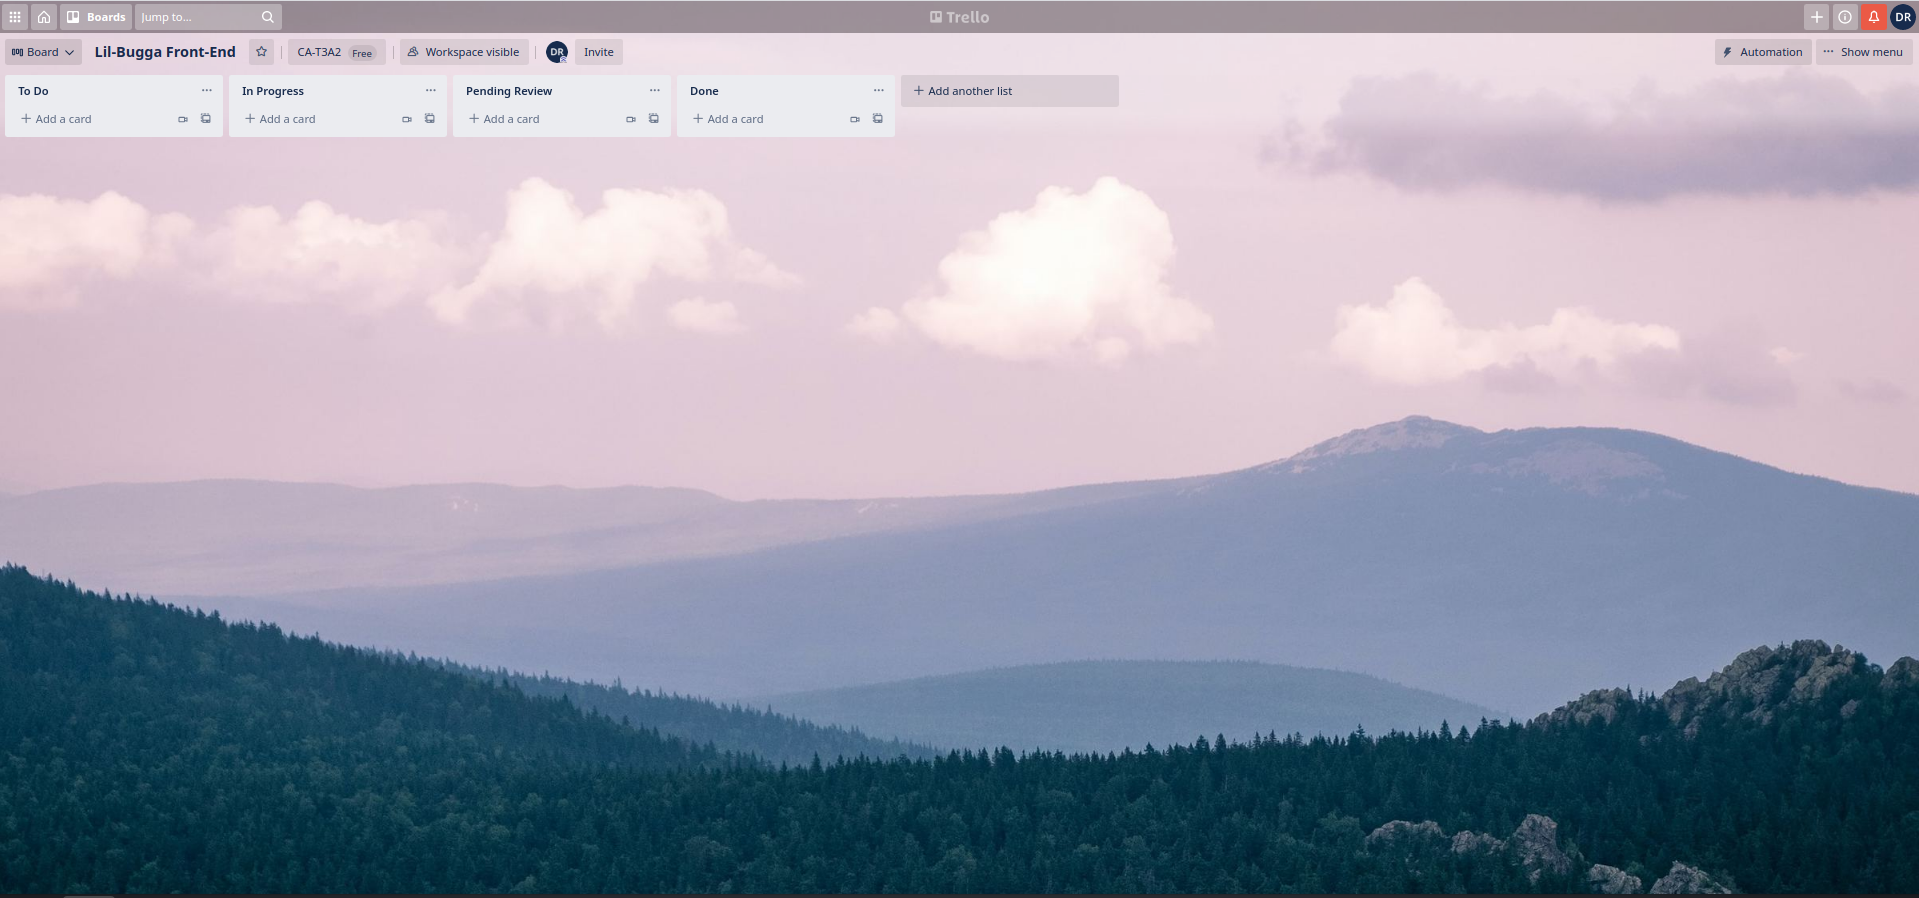 Boards Jump to... Trello DR
Board Lil-Bugga Front-End CA-T3A2 Free Workspace visible DR Invite Automation ··· Show menu
To Do ··· In Progress ··· Pending Review ··· Done ··· + Add another list
+ Add a card + Add a card + Add a card + Add a card